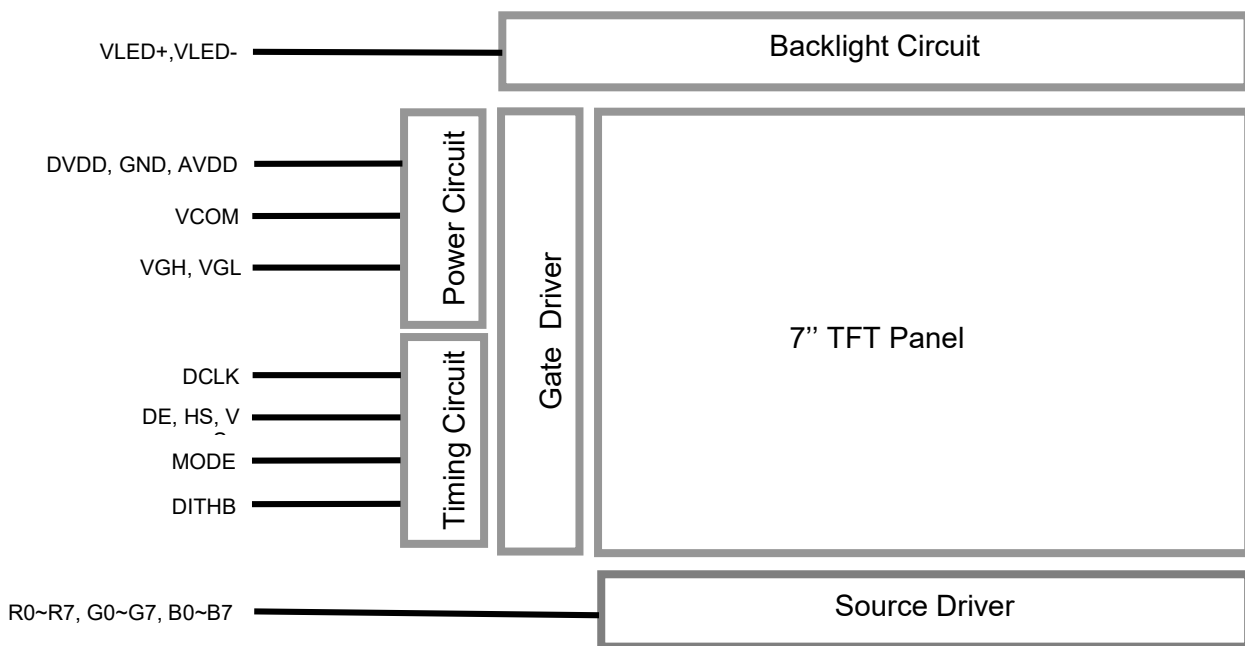 VLED+,VLED-
Backlight Circuit
DVDD, GND, AVDD
VCOM
VGH, VGL
Power Circuit
DCLK
DE, HS, V
MODE
DITHB
Timing Circuit
Gate Driver
7’’ TFT Panel
R0~R7, G0~G7, B0~B7
Source Driver